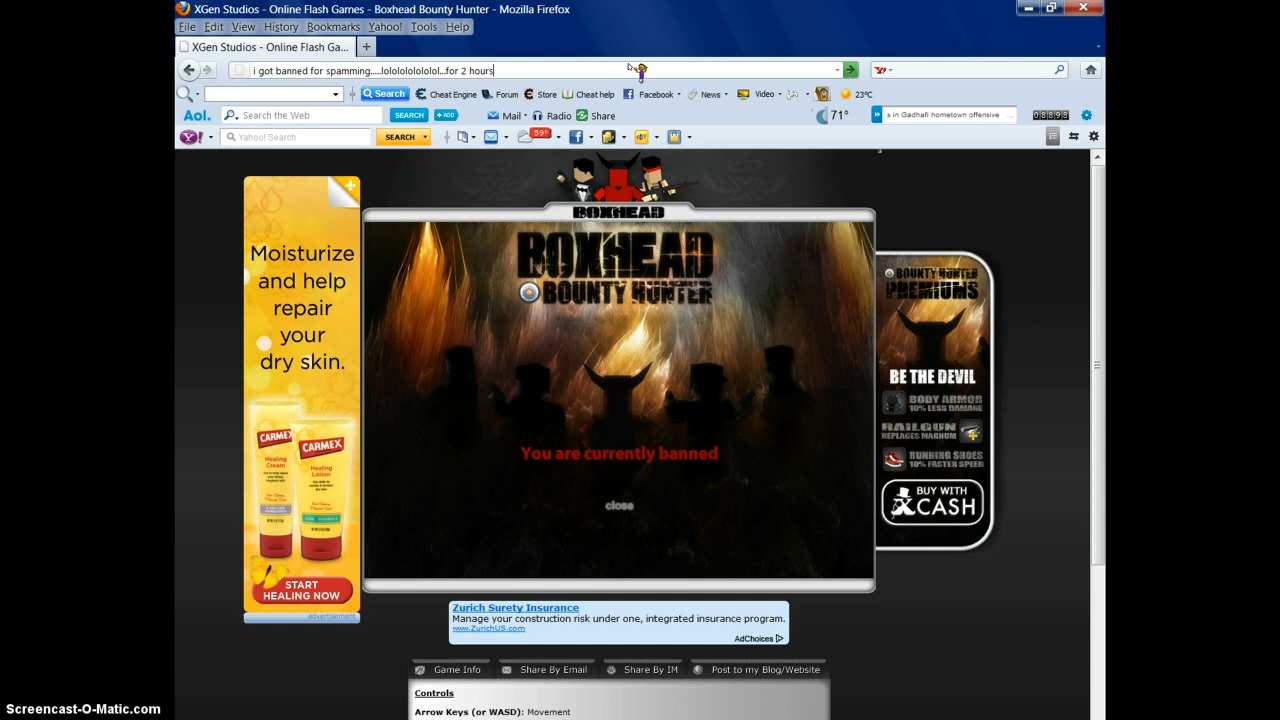 XGen Studios - Online Flash Games - Boxhead Bounty Hunter - Mozilla Firefox
File Edit View History Bookmarks Yahoo! Tools Help
XGen Studios - Online Flash Ga...
i got banned for spamming.....lolololololol...for 2 hours
Search Cheat Engine Forum Store Cheat help Facebook News Video 23°C
Aol. Search the Web SEARCH +ADD Mail Radio Share 71° s in Gadhafi hometown offensive ... 08898
Y! Yahoo! Search SEARCH 59°
BOXHEAD
Moisturize
and help
repair
your
dry skin.
CARMEX
Healing
Cream
CARMEX
Healing
Lotion
START
HEALING NOW
advertisement
BOXHEAD
BOUNTY HUNTER
You are currently banned
close
BOUNTY HUNTER
PREMIUMS
BE THE DEVIL
BODY ARMOR
10% LESS DAMAGE
RAILGUN
REPLACES MAGNUM
RUNNING SHOES
10% FASTER SPEED
BUY WITH
XCASH
Zurich Surety Insurance
Manage your construction risk under one, integrated insurance program.
www.ZurichUS.com
AdChoices
Game Info Share By Email Share By IM Post to my Blog/Website
Controls
Arrow Keys (or WASD): Movement
Screencast-O-Matic.com